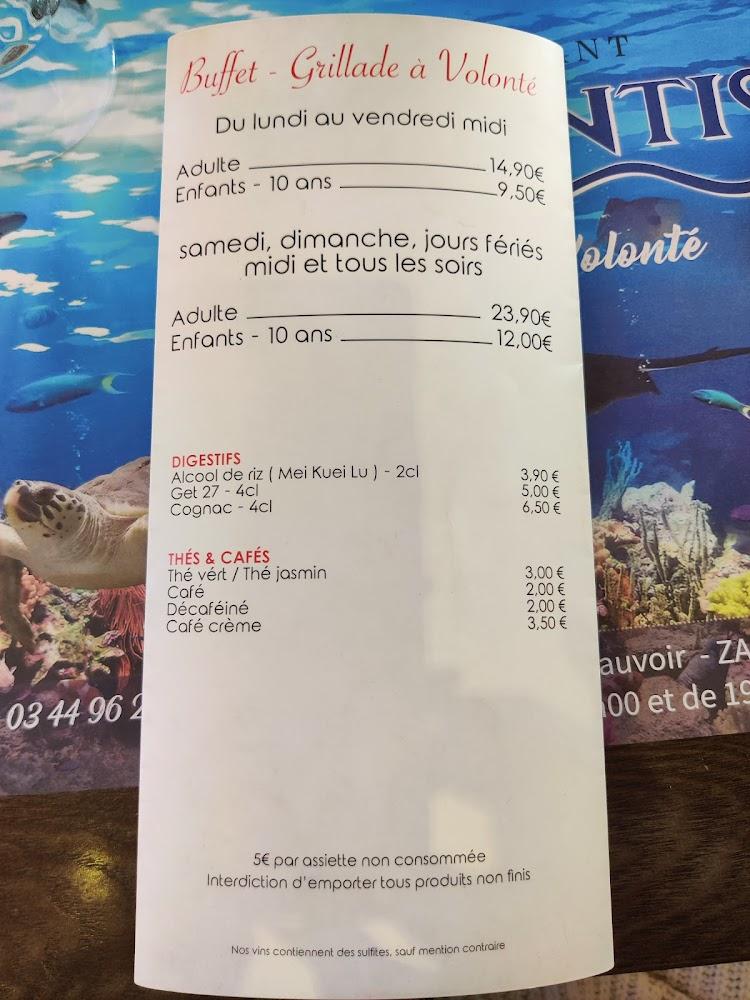 Buffet - Grillade à Volonté
Du lundi au vendredi midi
Adulte 14,90€
Enfants - 10 ans 9,50€
samedi, dimanche, jours fériés
midi et tous les soirs
Adulte 23,90€
Enfants - 10 ans 12,00€
DIGESTIFS
Alcool de riz ( Mei Kuei Lu ) - 2cl 3,90 €
Get 27 - 4cl 5,00 €
Cognac - 4cl 6,50 €
THÉS & CAFÉS
Thé vért / Thé jasmin 3,00 €
Café 2,00 €
Décaféiné 2,00 €
Café crème 3,50 €
5€ par assiette non consommée
Interdiction d'emporter tous produits non finis
Nos vins contiennent des sulfites, sauf mention contraire
ANT
NTIS
Volonté
auvoir - ZA
00 et de 19
03 44 96 2